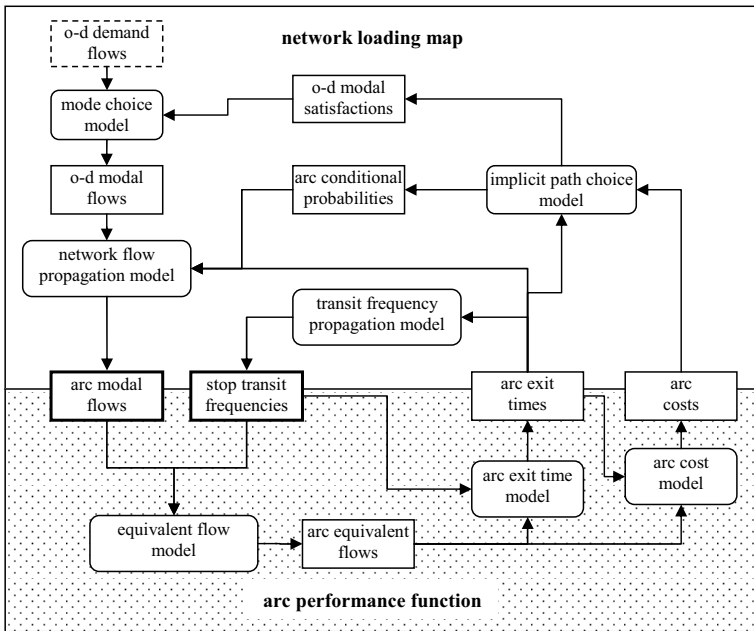 o-d demand
flows
network loading map
mode choice
model
o-d modal
satisfactions
o-d modal
flows
arc conditional
probabilities
implicit path choice
model
network flow
propagation model
transit frequency
propagation model
arc modal
flows
stop transit
frequencies
arc exit
times
arc
costs
arc exit time
model
arc cost
model
equivalent flow
model
arc equivalent
flows
arc performance function